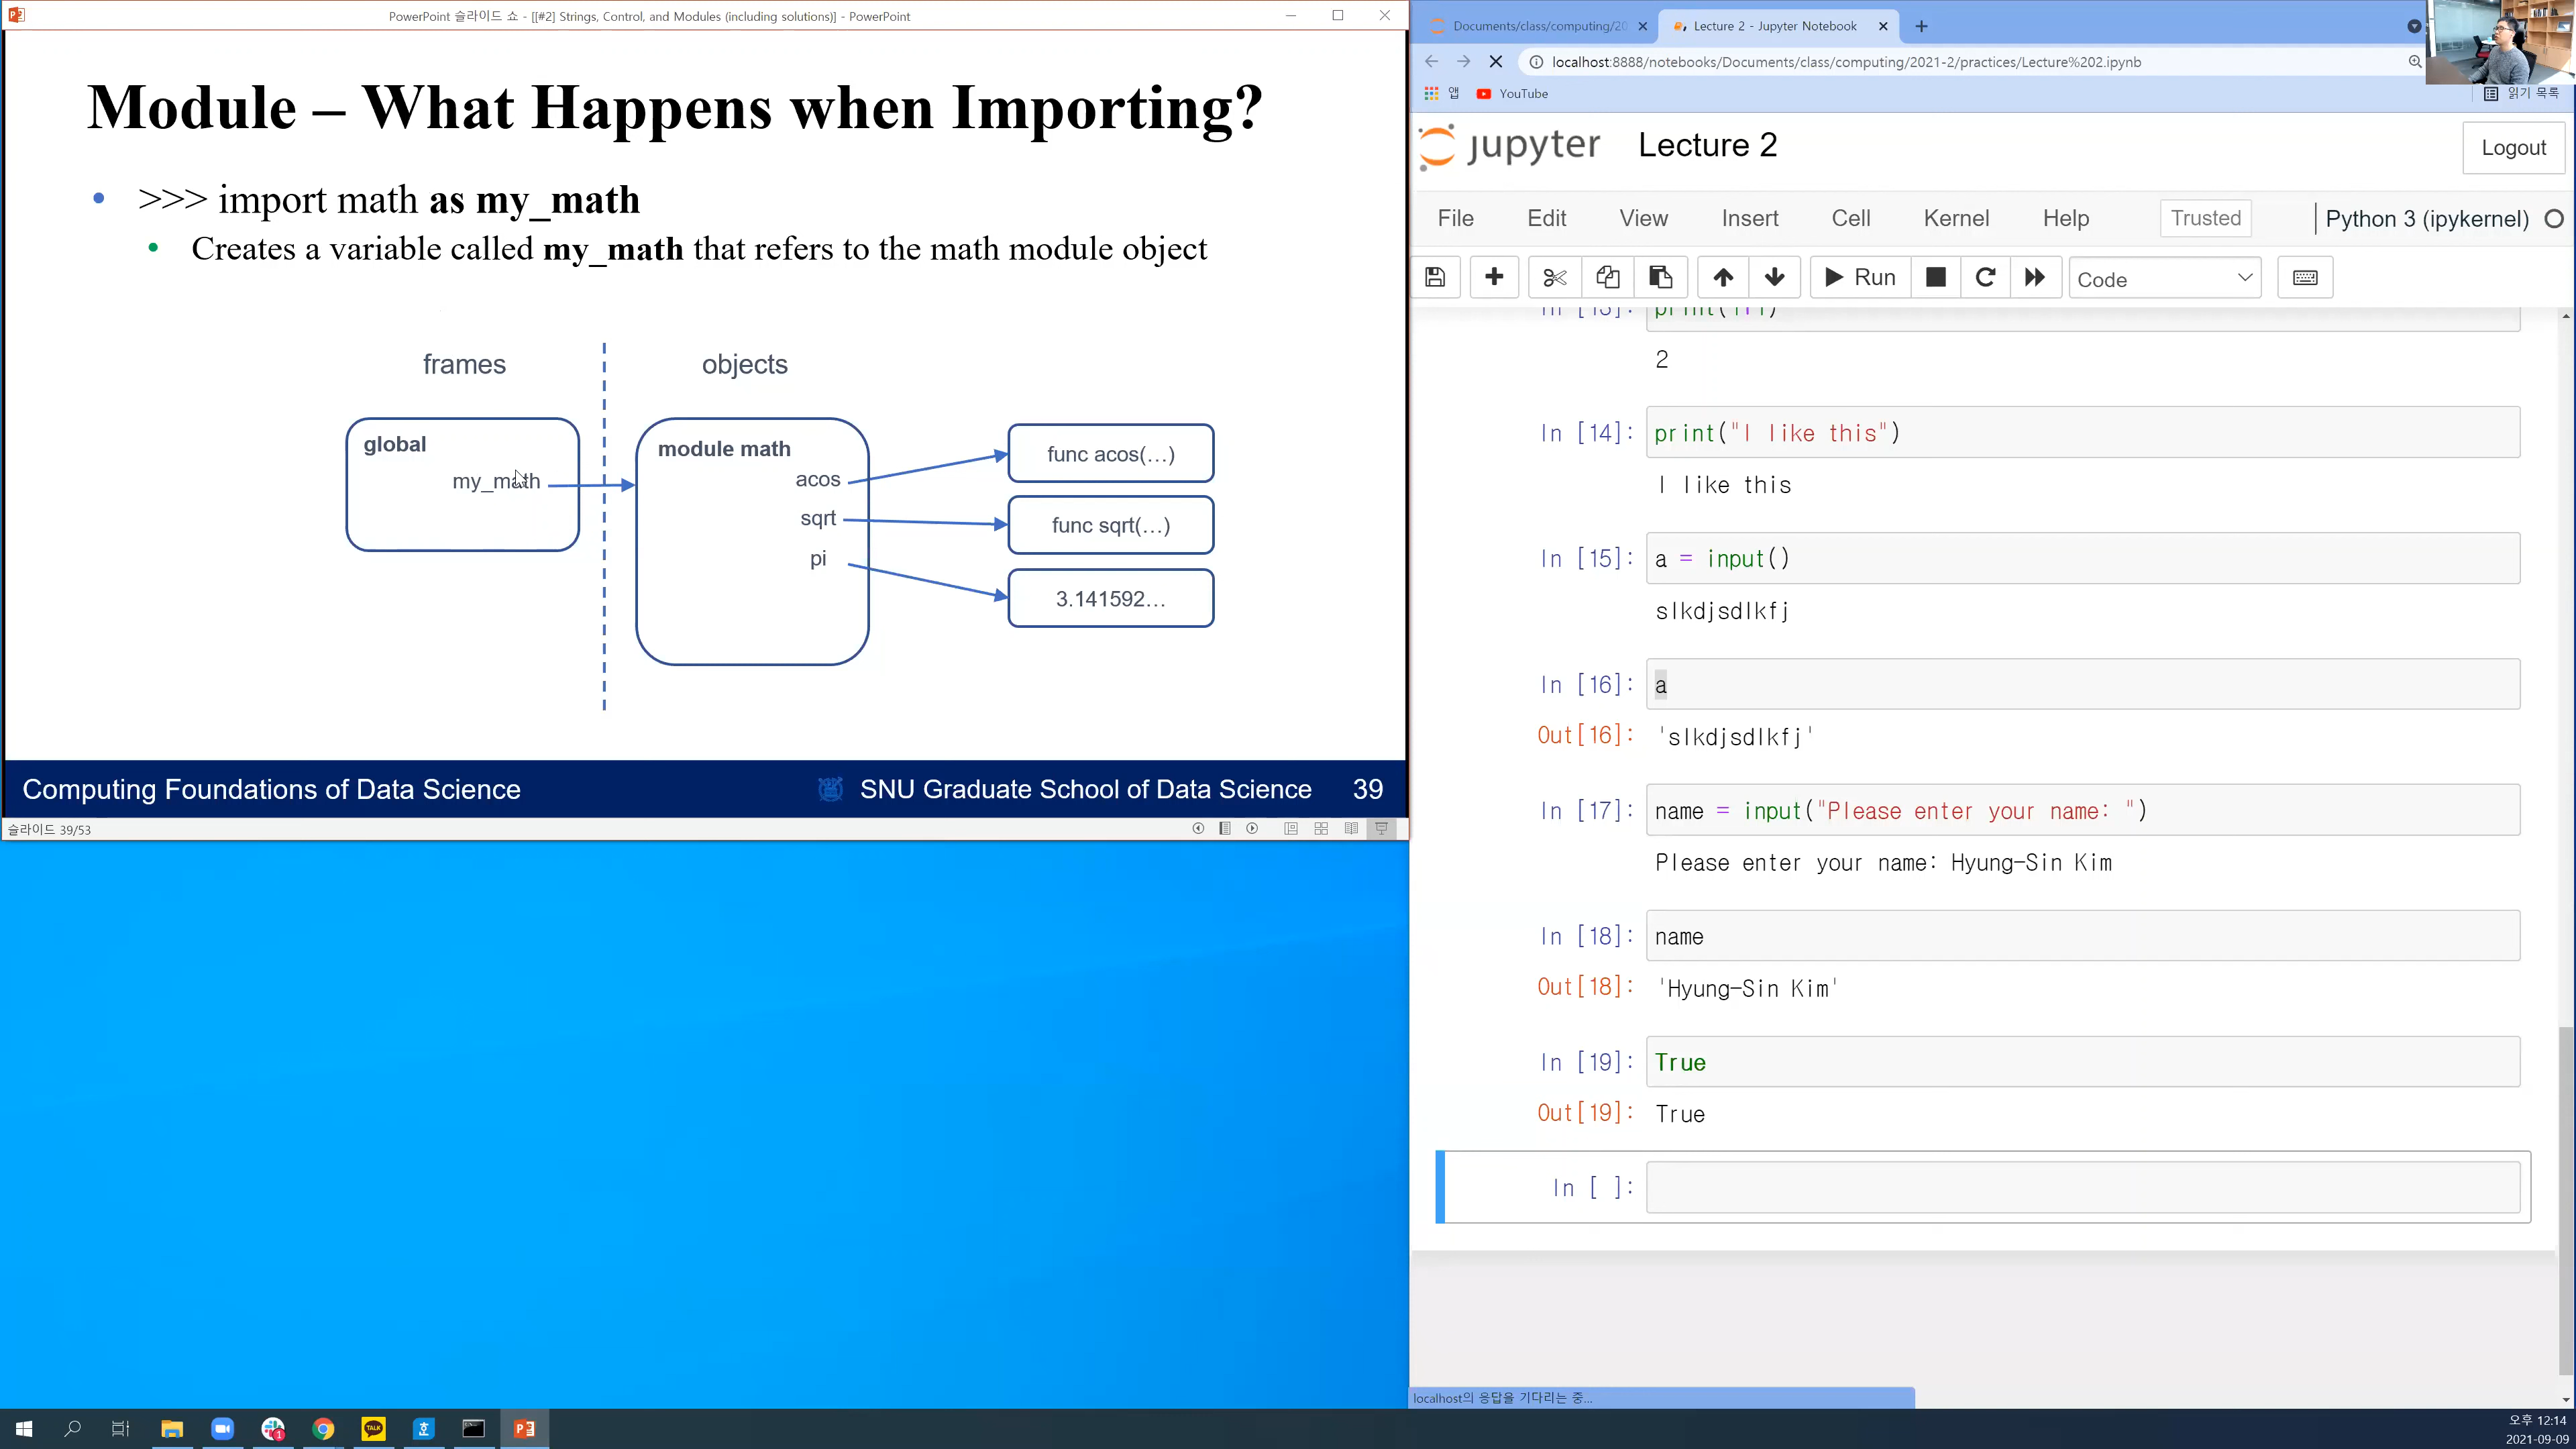 PowerPoint 슬라이드 쇼 - [[#2] Strings, Control, and Modules (including solutions)] - PowerPoint
Module – What Happens when Importing?
• >>> import math as my_math
• Creates a variable called my_math that refers to the math module object
frames
objects
global
my_math
module math
acos
sqrt
pi
func acos(…)
func sqrt(…)
3.141592…
Computing Foundations of Data Science
SNU Graduate School of Data Science
39
슬라이드 39/53
Documents/class/computing/20
Lecture 2 - Jupyter Notebook
localhost:8888/notebooks/Documents/class/computing/2021-2/practices/Lecture%202.ipynb
앱
YouTube
읽기 목록
jupyter
Lecture 2
Logout
File
Edit
View
Insert
Cell
Kernel
Help
Trusted
Python 3 (ipykernel)
Run
Code
2
In [14]: print("I like this")
I like this
In [15]: a = input()
slkdjsdlkfj
In [16]: a
Out[16]: 'slkdjsdlkfj'
In [17]: name = input("Please enter your name: ")
Please enter your name: Hyung-Sin Kim
In [18]: name
Out[18]: 'Hyung-Sin Kim'
In [19]: True
Out[19]: True
In [ ]:
localhost의 응답을 기다리는 중...
TALK
오후 12:14
2021-09-09